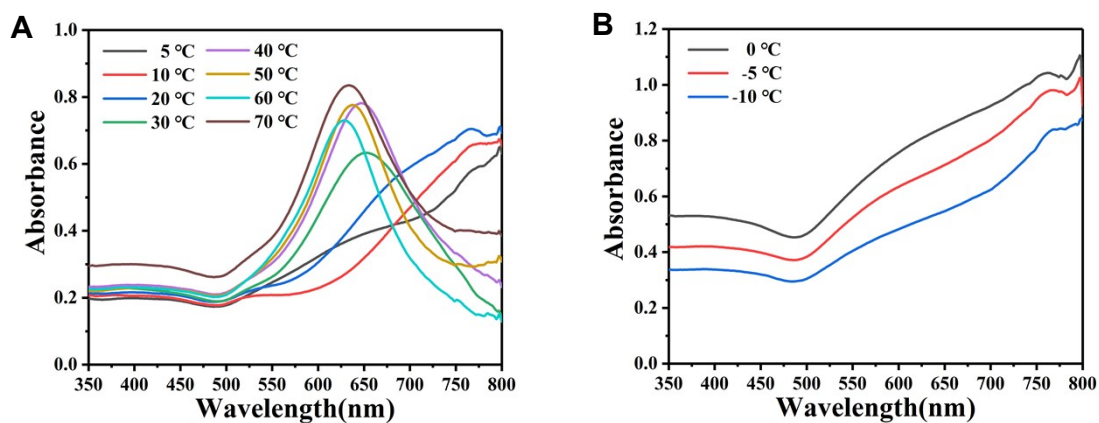 A
Absorbance
1.0
0.8
0.6
0.4
0.2
0.0
5 °C
10 °C
20 °C
30 °C
40 °C
50 °C
60 °C
70 °C
350 400 450 500 550 600 650 700 750 800
Wavelength(nm)
B
Absorbance
1.2
1.0
0.8
0.6
0.4
0.2
0.0
0 °C
-5 °C
-10 °C
350 400 450 500 550 600 650 700 750 800
Wavelength(nm)